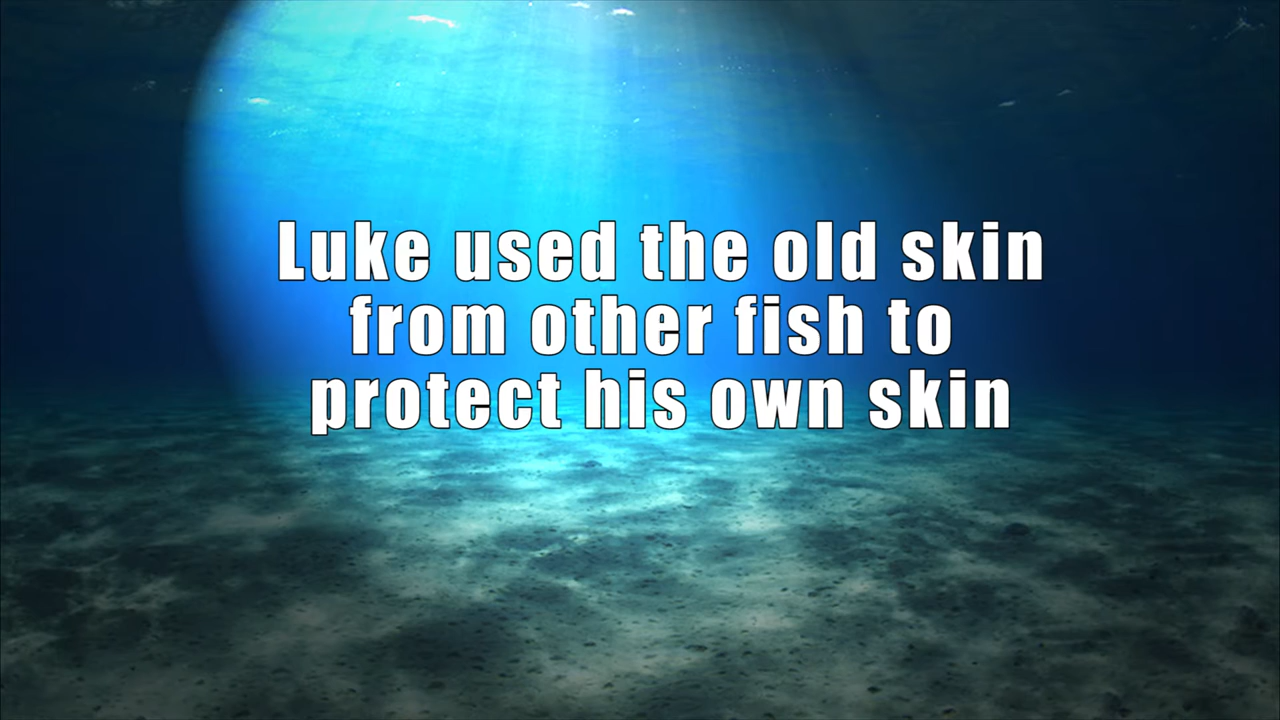 Luke used the old skin
from other fish to
protect his own skin